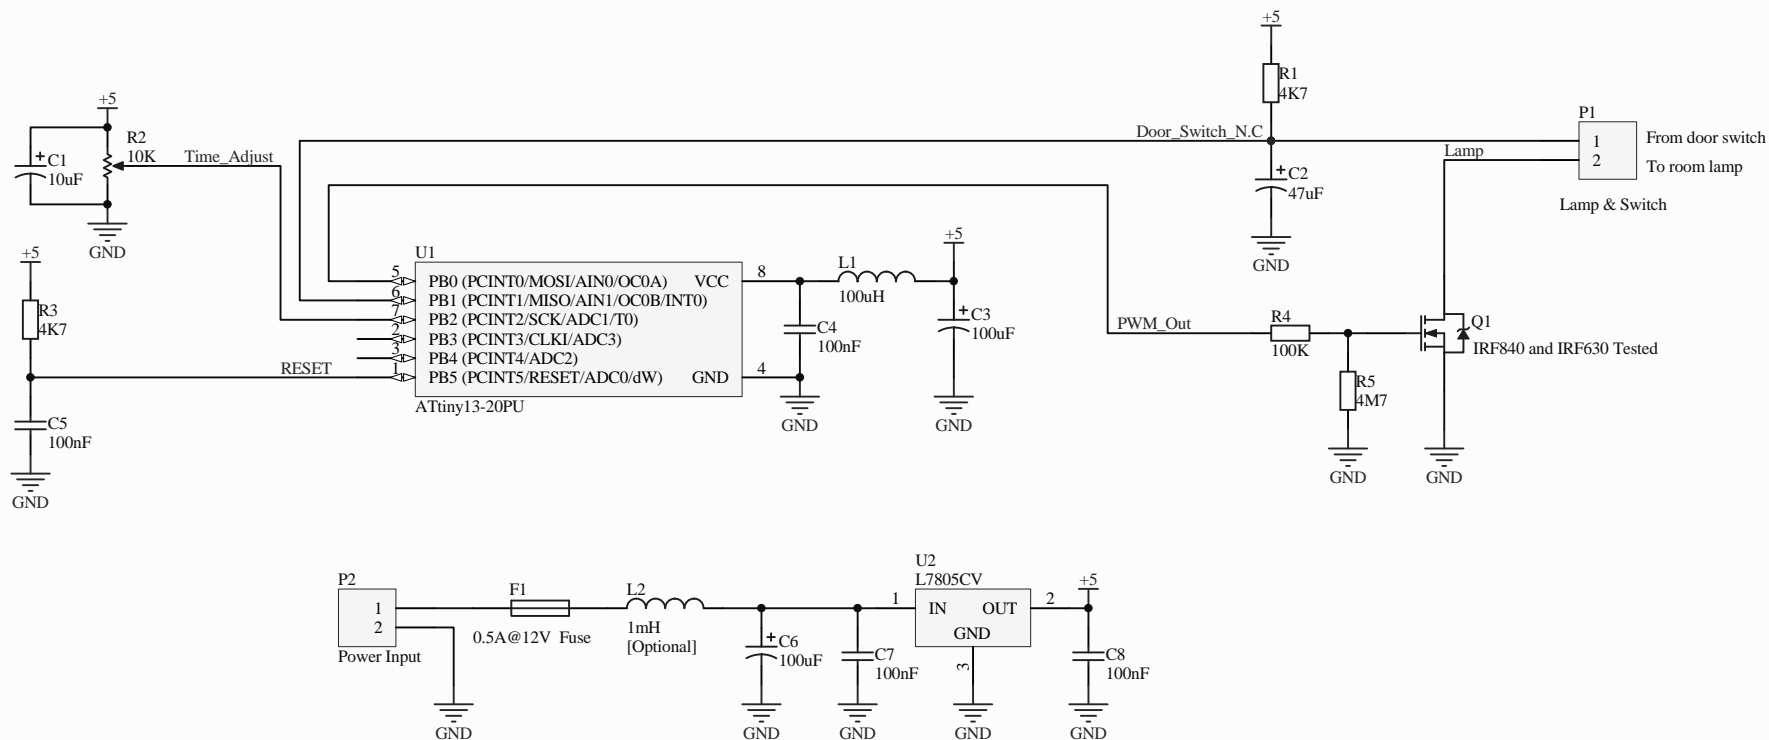 +5
R1
4K7
+5
R2
10K
C1
10uF
GND
Time_Adjust
Door_Switch_N.C
C2
47uF
GND
P1
1
2
From door switch
To room lamp
Lamp
Lamp & Switch
+5
R3
4K7
RESET
C5
100nF
GND
U1
5 PB0 (PCINT0/MOSI/AIN0/OC0A) VCC 8
6 PB1 (PCINT1/MISO/AIN1/OC0B/INT0)
7 PB2 (PCINT2/SCK/ADC1/T0)
2 PB3 (PCINT3/CLKI/ADC3)
3 PB4 (PCINT4/ADC2)
1 PB5 (PCINT5/RESET/ADC0/dW) GND 4
ATtiny13-20PU
L1
100uH
+5
C4
100nF
GND
C3
100uF
GND
PWM_Out
R4
100K
R5
4M7
GND
Q1
IRF840 and IRF630 Tested
GND
P2
1
2
Power Input
GND
F1
0.5A@12V Fuse
L2
1mH
[Optional]
C6
100uF
GND
C7
100nF
GND
U2
L7805CV
1 IN OUT 2
GND
3
GND
+5
C8
100nF
GND